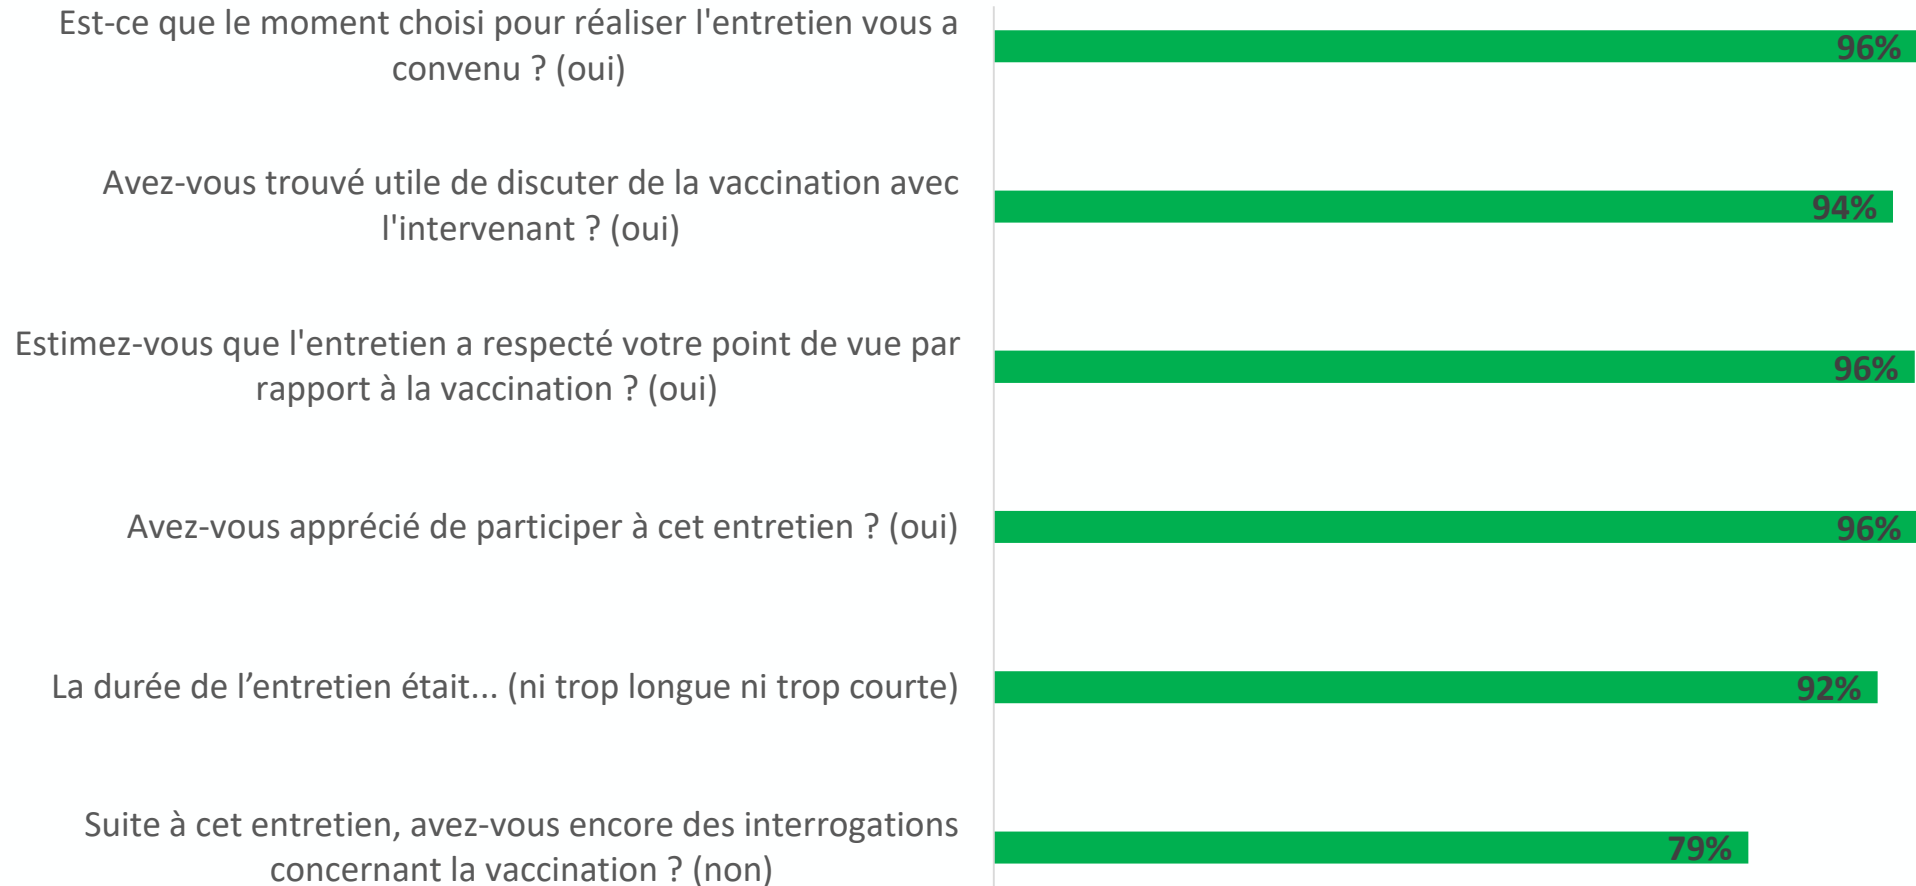 Est-ce que le moment choisi pour réaliser l'entretien vous a
convenu ? (oui)
96%
Avez-vous trouvé utile de discuter de la vaccination avec
l'intervenant ? (oui)
94%
Estimez-vous que l'entretien a respecté votre point de vue par
rapport à la vaccination ? (oui)
96%
Avez-vous apprécié de participer à cet entretien ? (oui)
96%
La durée de l’entretien était... (ni trop longue ni trop courte)
92%
Suite à cet entretien, avez-vous encore des interrogations
concernant la vaccination ? (non)
79%